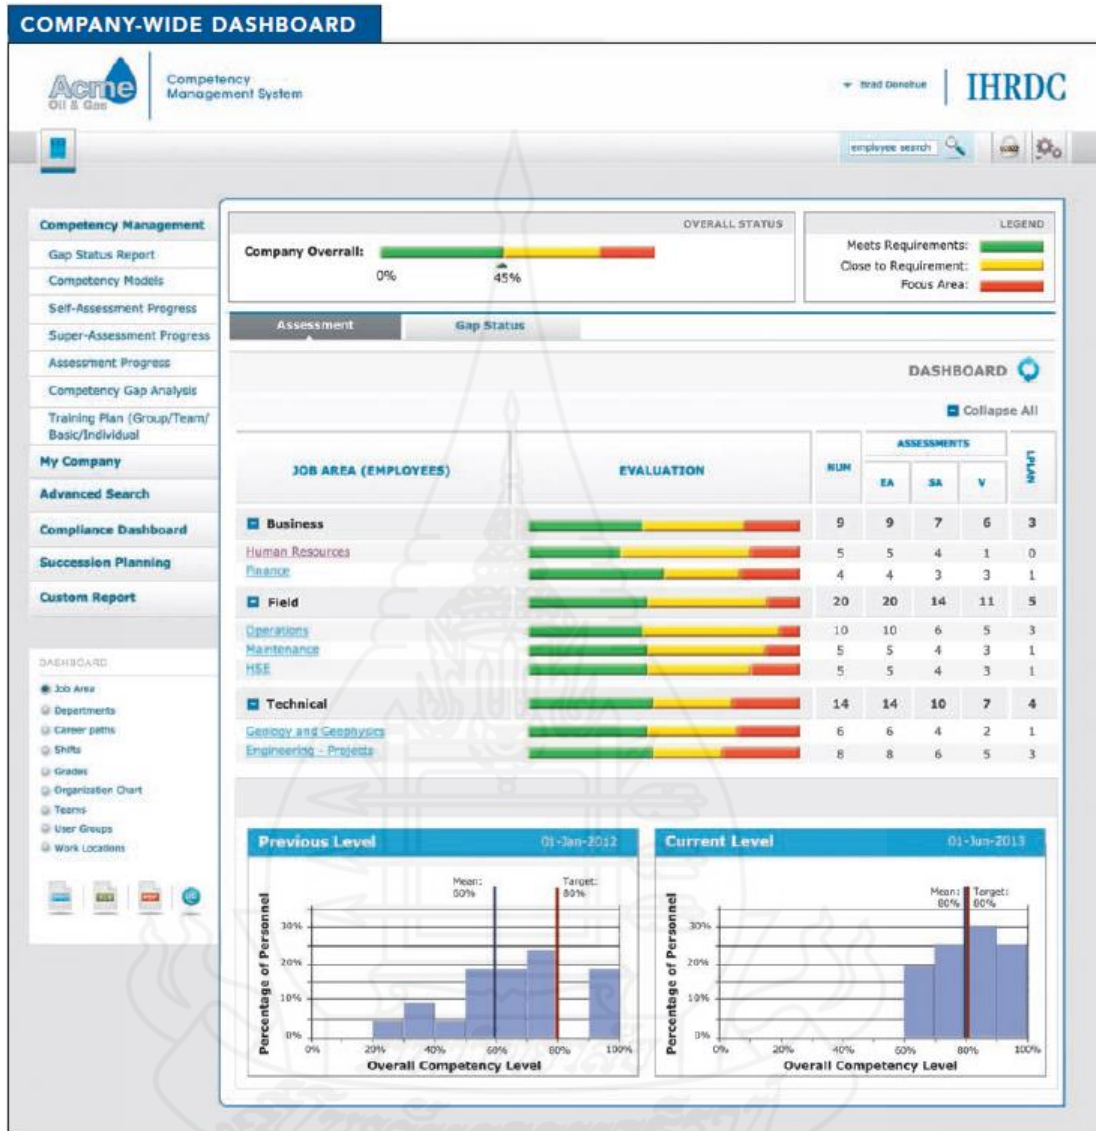 COMPANY-WIDE DASHBOARD
Acme
Oil & Gas
Competency
Management System
Brad Donohue
IHRDC
employee search
Competency Management
Gap Status Report
Competency Models
Self-Assessment Progress
Super-Assessment Progress
Assessment Progress
Competency Gap Analysis
Training Plan (Group/Team/
Basic/Individual
My Company
Advanced Search
Compliance Dashboard
Succession Planning
Custom Report
DASHBOARD
Job Area
Departments
Career paths
Shifts
Grades
Organization Chart
Teams
User Groups
Work Locations
OVERALL STATUS
Company Overrall:
0%
45%
LEGEND
Meets Requirements:
Close to Requirement:
Focus Area:
Assessment Gap Status
DASHBOARD
Collapse All
JOB AREA (EMPLOYEES) EVALUATION NUM ASSESSMENTS LPLAN
EA SA V
Business 9 9 7 6 3
Human Resources 5 5 4 1 0
Finance 4 4 3 3 1
Field 20 20 14 11 5
Operations 10 10 6 5 3
Maintenance 5 5 4 3 1
HSE 5 5 4 3 1
Technical 14 14 10 7 4
Geology and Geophysics 6 6 4 2 1
Engineering - Projects 8 8 6 5 3
Previous Level 01-Jan-2012
Mean: Target:
60% 80%
Percentage of Personnel
30%
20%
10%
0%
0% 20% 40% 60% 80% 100%
Overall Competency Level
Current Level 01-Jun-2013
Mean: Target:
80% 80%
Percentage of Personnel
30%
20%
10%
0%
0% 20% 40% 60% 80% 100%
Overall Competency Level